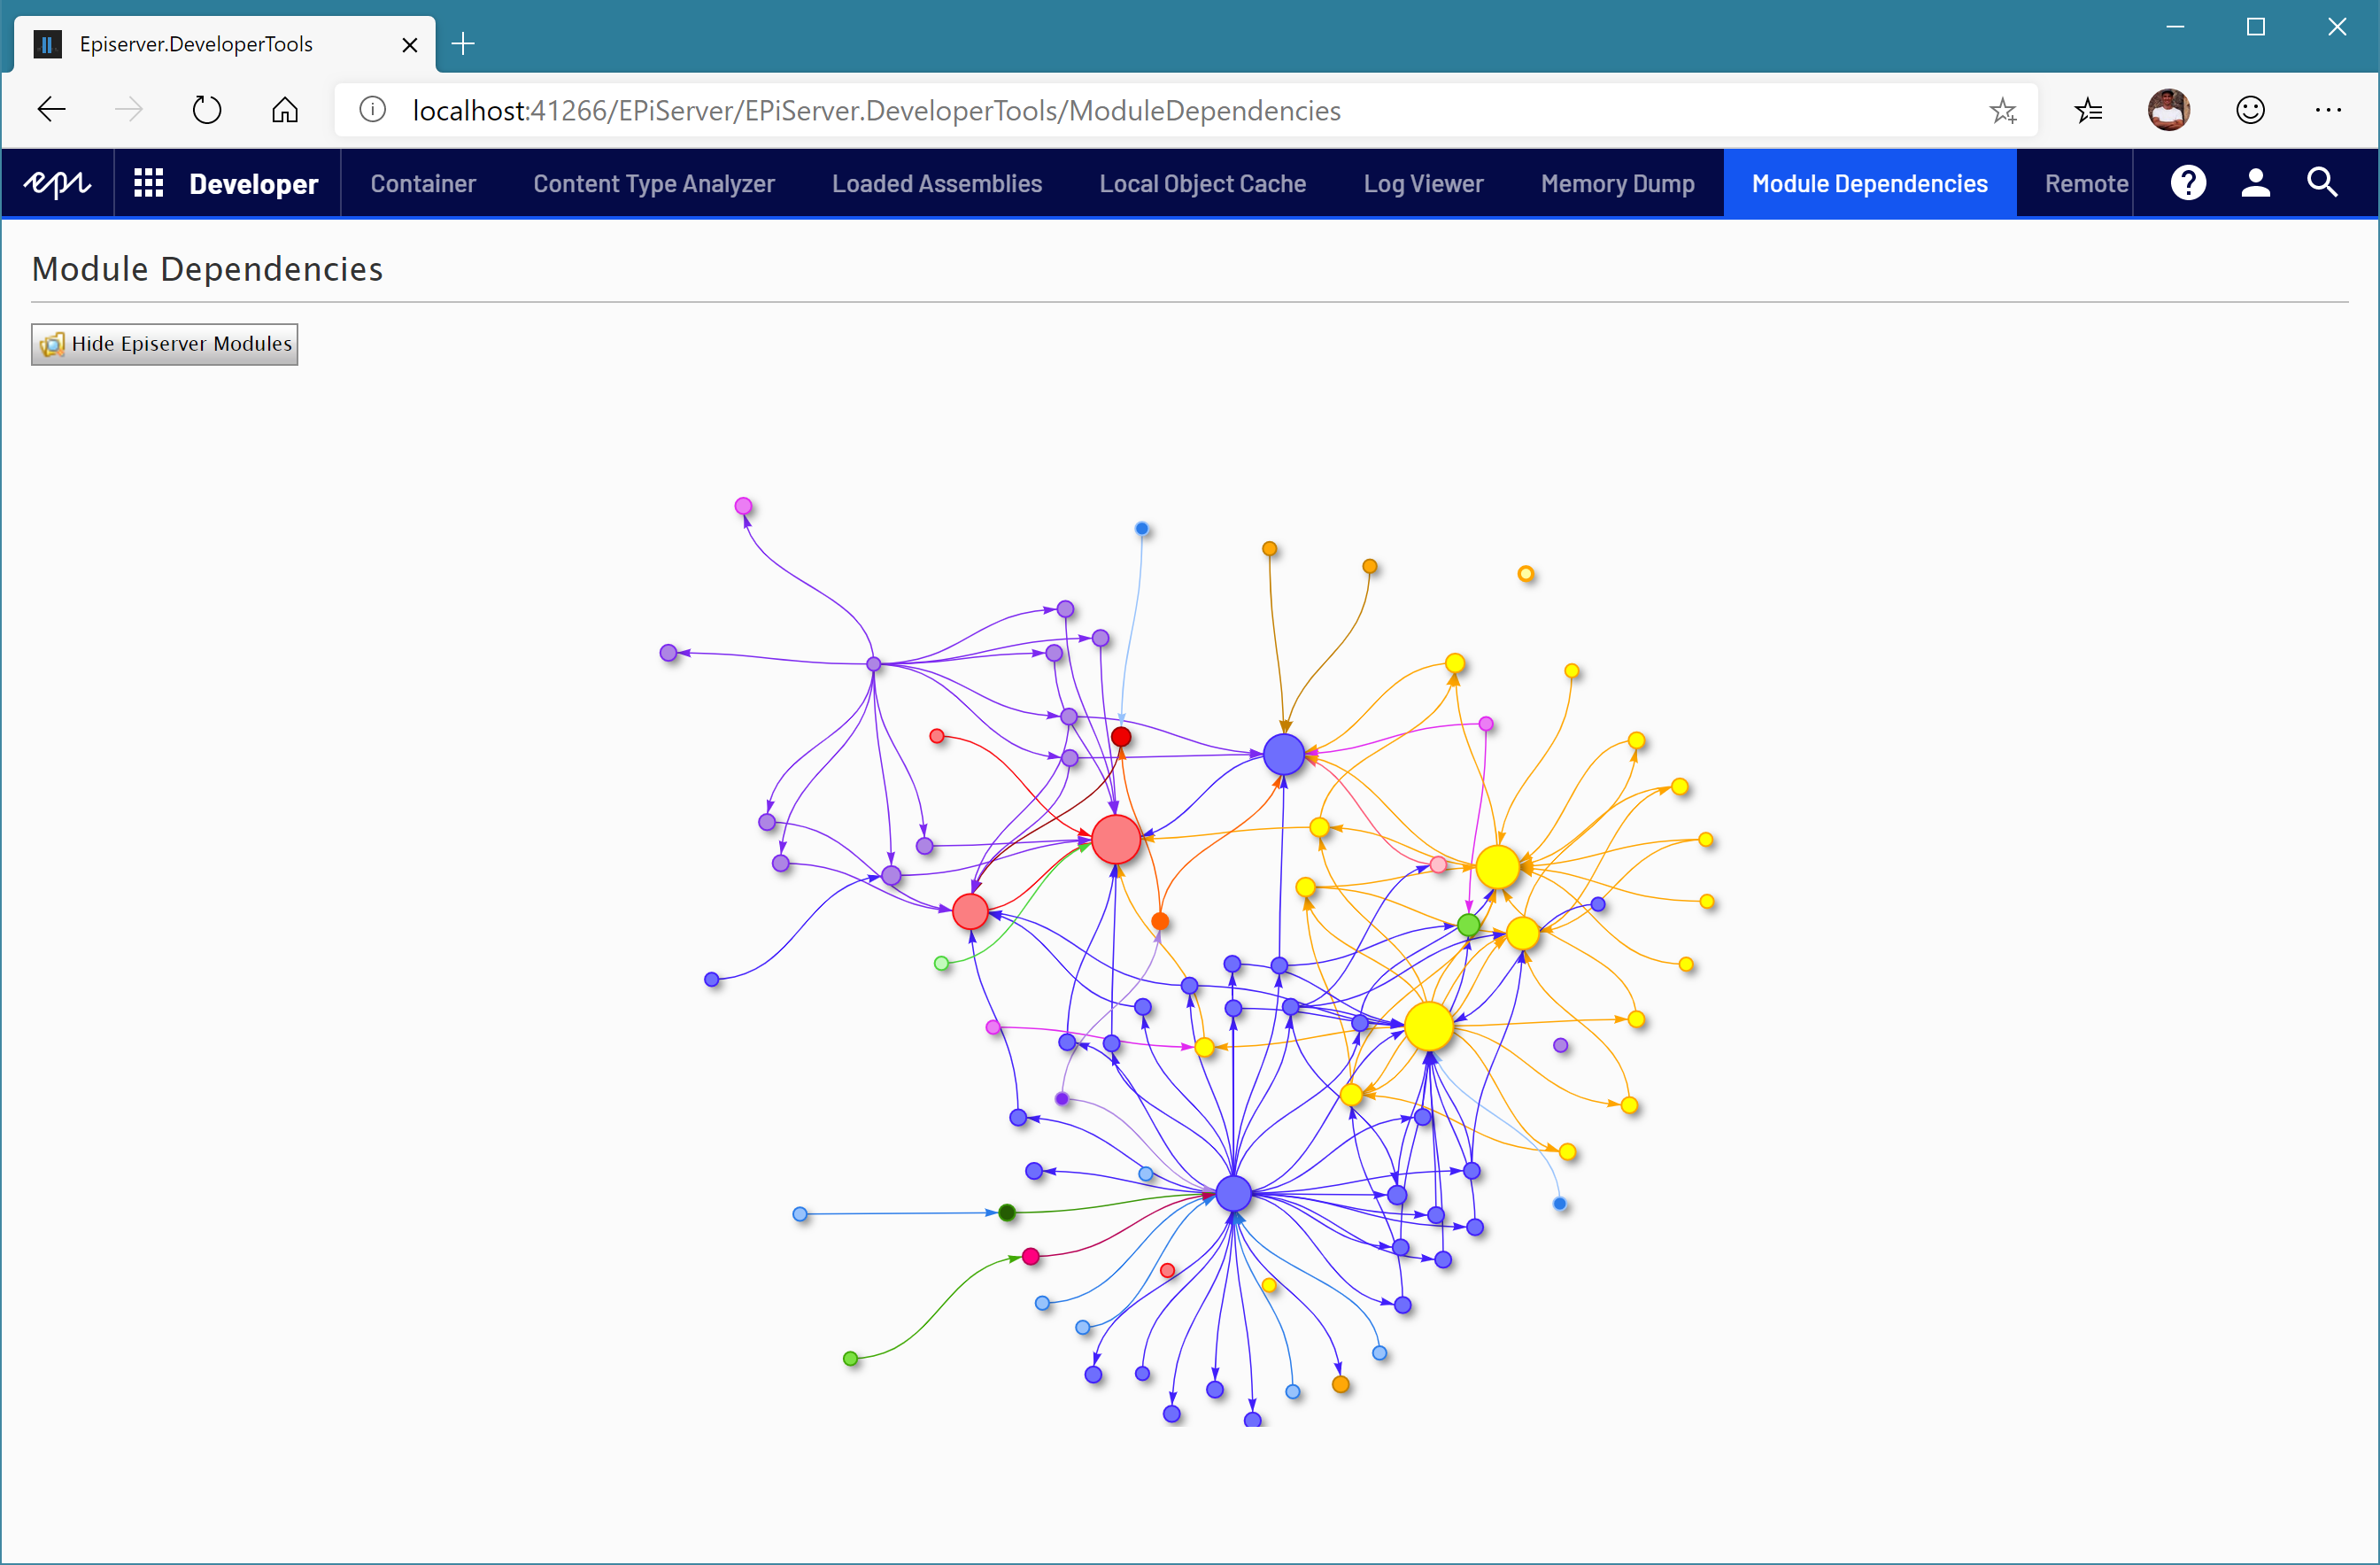 Episerver.DeveloperTools
localhost:41266/EPiServer/EPiServer.DeveloperTools/ModuleDependencies
epi Developer Container Content Type Analyzer Loaded Assemblies Local Object Cache Log Viewer Memory Dump Module Dependencies Remote
Module Dependencies
Hide Episerver Modules